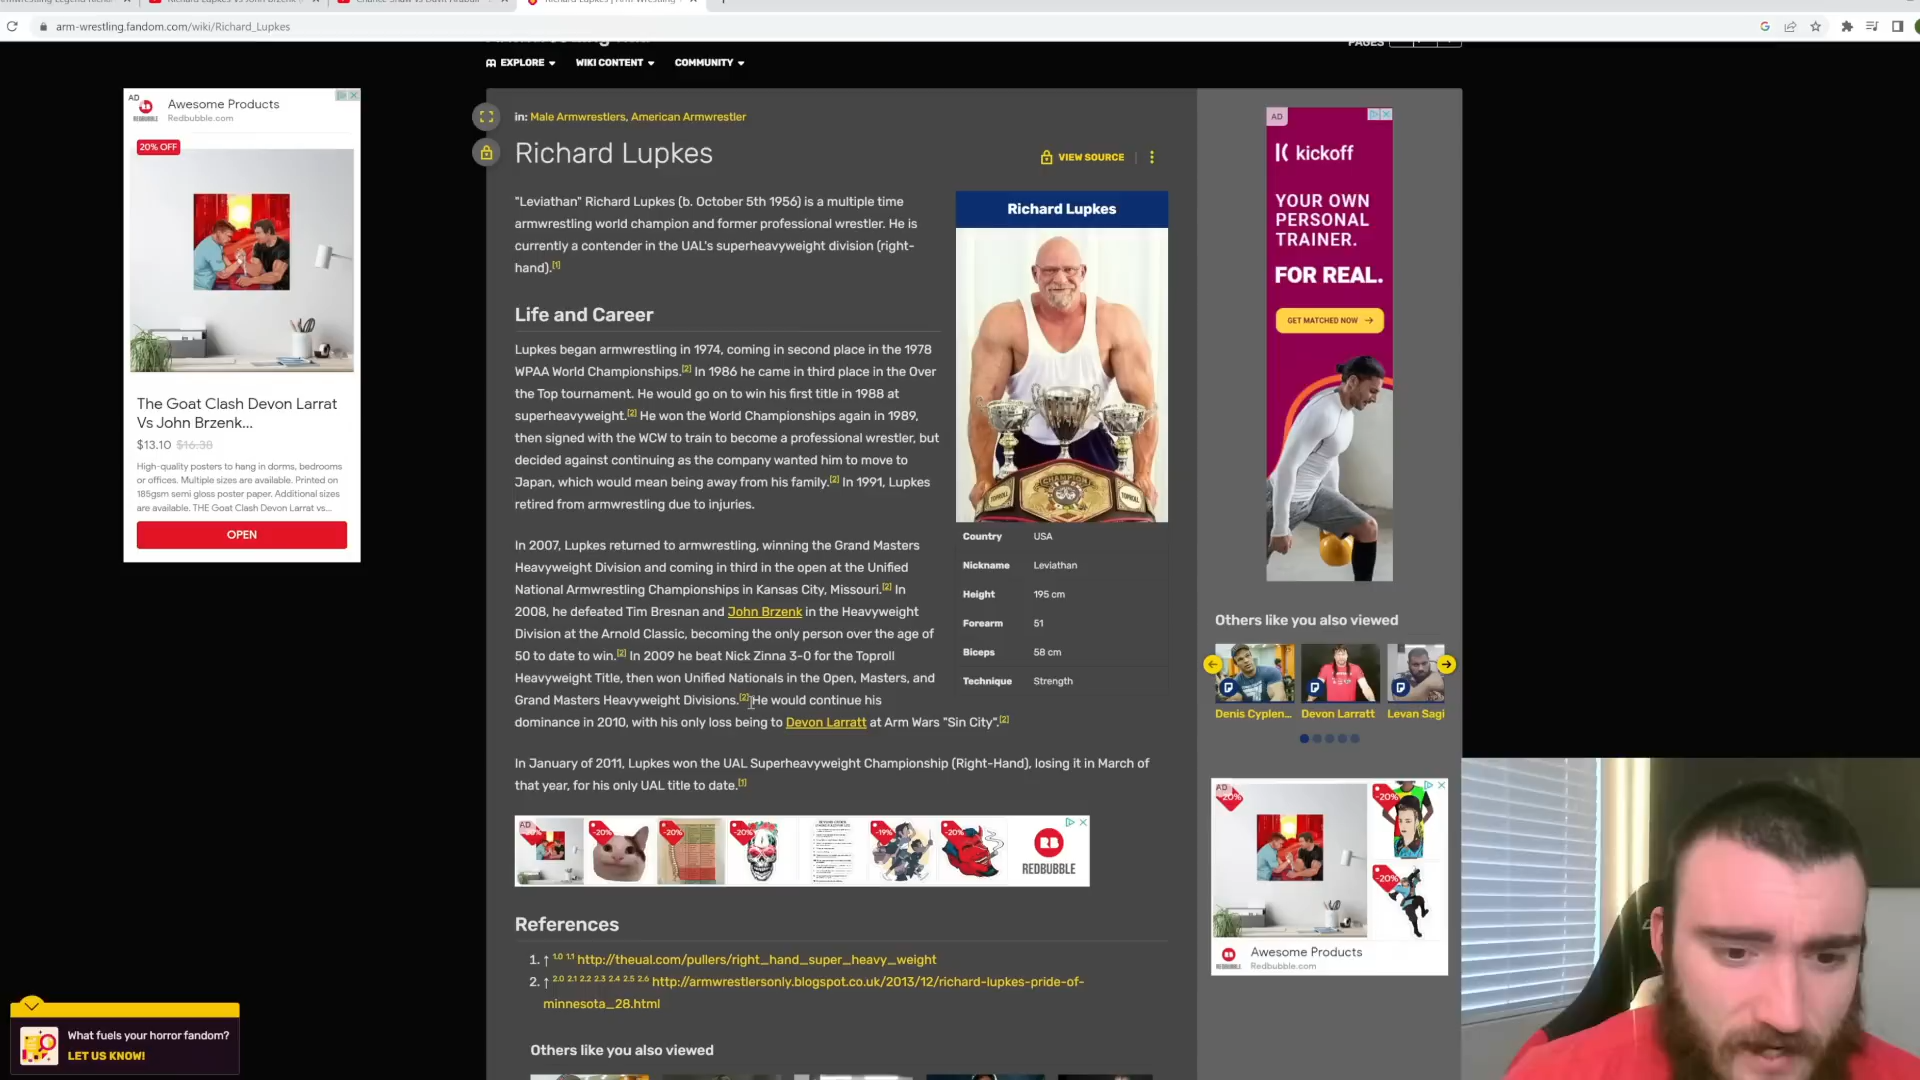 arm-wrestling.fandom.com/wiki/Richard_Lupkes
PAGES
EXPLORE
WIKI CONTENT
COMMUNITY
AD
REDBUBBLE
Awesome Products
Redbubble.com
20% OFF
The Goat Clash Devon Larrat
Vs John Brzenk...
$13.10 $16.38
High-quality posters to hang in dorms, bedrooms
or offices. Multiple sizes are available. Printed on
185gsm semi gloss poster paper. Additional sizes
are available. THE Goat Clash Devon Larrat vs...
OPEN
in: Male Armwrestlers, American Armwrestler
Richard Lupkes
VIEW SOURCE
"Leviathan" Richard Lupkes (b. October 5th 1956) is a multiple time
armwrestling world champion and former professional wrestler. He is
currently a contender in the UAL's superheavyweight division (right-
hand).[1]
Life and Career
Lupkes began armwrestling in 1974, coming in second place in the 1978
WPAA World Championships.[2] In 1986 he came in third place in the Over
the Top tournament. He would go on to win his first title in 1988 at
superheavyweight.[2] He won the World Championships again in 1989,
then signed with the WCW to train to become a professional wrestler, but
decided against continuing as the company wanted him to move to
Japan, which would mean being away from his family.[2] In 1991, Lupkes
retired from armwrestling due to injuries.
In 2007, Lupkes returned to armwrestling, winning the Grand Masters
Heavyweight Division and coming in third in the open at the Unified
National Armwrestling Championships in Kansas City, Missouri.[2] In
2008, he defeated Tim Bresnan and John Brzenk in the Heavyweight
Division at the Arnold Classic, becoming the only person over the age of
50 to date to win.[2] In 2009 he beat Nick Zinna 3-0 for the Toproll
Heavyweight Title, then won Unified Nationals in the Open, Masters, and
Grand Masters Heavyweight Divisions.[2] He would continue his
dominance in 2010, with his only loss being to Devon Larratt at Arm Wars "Sin City".[2]
In January of 2011, Lupkes won the UAL Superheavyweight Championship (Right-Hand), losing it in March of
that year, for his only UAL title to date.[1]
Richard Lupkes
CHAMPION
TOPROLL
TOPROLL
Country USA
Nickname Leviathan
Height 195 cm
Forearm 51
Biceps 58 cm
Technique Strength
AD
-20%
-20%
-20%
-19%
-20%
RB
REDBUBBLE
References
1. ↑ 1.0 1.1 http://theual.com/pullers/right_hand_super_heavy_weight
2. ↑ 2.0 2.1 2.2 2.3 2.4 2.5 2.6 http://armwrestlersonly.blogspot.co.uk/2013/12/richard-lupkes-pride-of-
minnesota_28.html
Others like you also viewed
AD
kickoff
YOUR OWN
PERSONAL
TRAINER.
FOR REAL.
GET MATCHED NOW →
Others like you also viewed
Denis Cyplen...
Devon Larratt
Levan Sagi
AD
-20%
-20%
-20%
REDBUBBLE
Awesome Products
Redbubble.com
What fuels your horror fandom?
LET US KNOW!